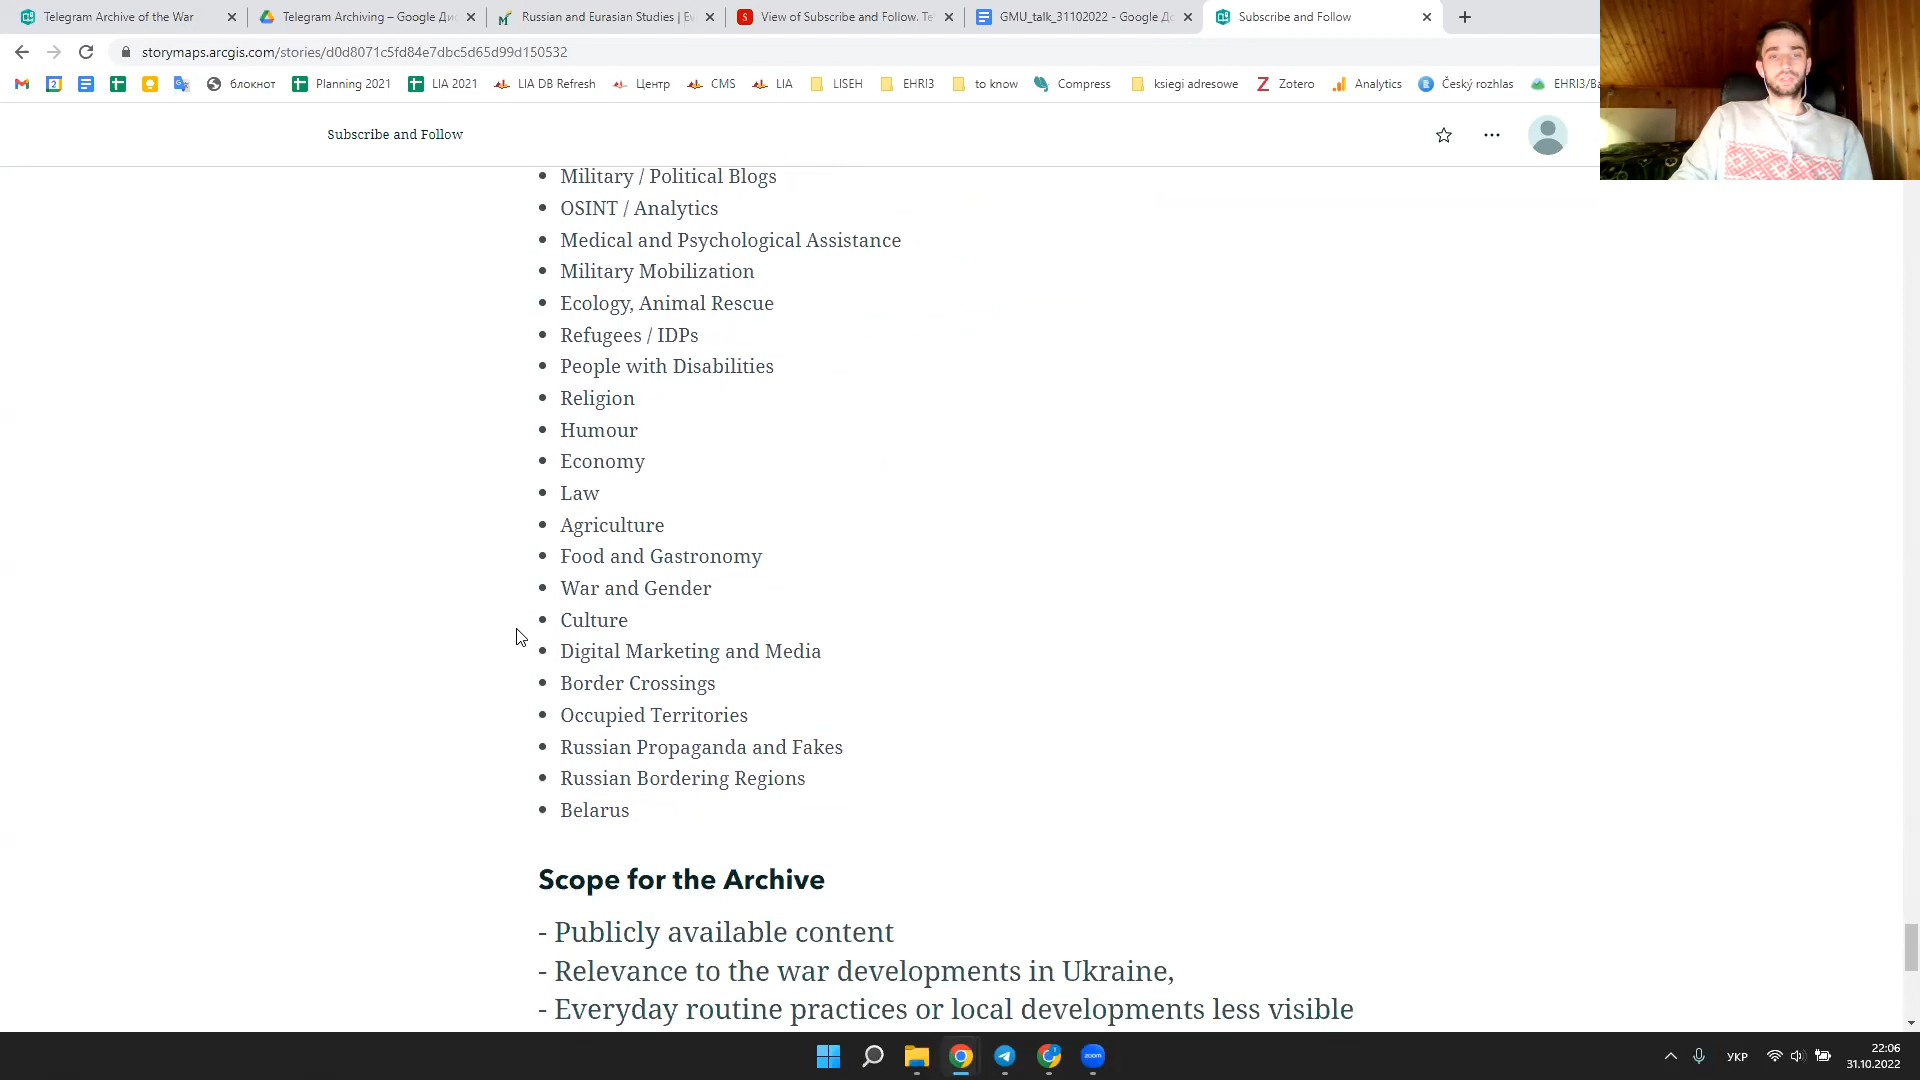 Telegram Archive of the War
Telegram Archiving – Google Дис
Russian and Eurasian Studies | Ev
View of Subscribe and Follow. Te
GMU_talk_31102022 - Google До
Subscribe and Follow
storymaps.arcgis.com/stories/d0d8071c5fd84e7dbc5d65d99d150532
блокнот
Planning 2021
LIA 2021
LIA DB Refresh
Центр
CMS
LIA
LISEH
EHRI3
to know
Compress
ksiegi adresowe
Zotero
Analytics
Český rozhlas
EHRI3/Ba
Subscribe and Follow
• Military / Political Blogs
• OSINT / Analytics
• Medical and Psychological Assistance
• Military Mobilization
• Ecology, Animal Rescue
• Refugees / IDPs
• People with Disabilities
• Religion
• Humour
• Economy
• Law
• Agriculture
• Food and Gastronomy
• War and Gender
• Culture
• Digital Marketing and Media
• Border Crossings
• Occupied Territories
• Russian Propaganda and Fakes
• Russian Bordering Regions
• Belarus
Scope for the Archive
- Publicly available content
- Relevance to the war developments in Ukraine,
- Everyday routine practices or local developments less visible
zoom
УКР
22:06
31.10.2022